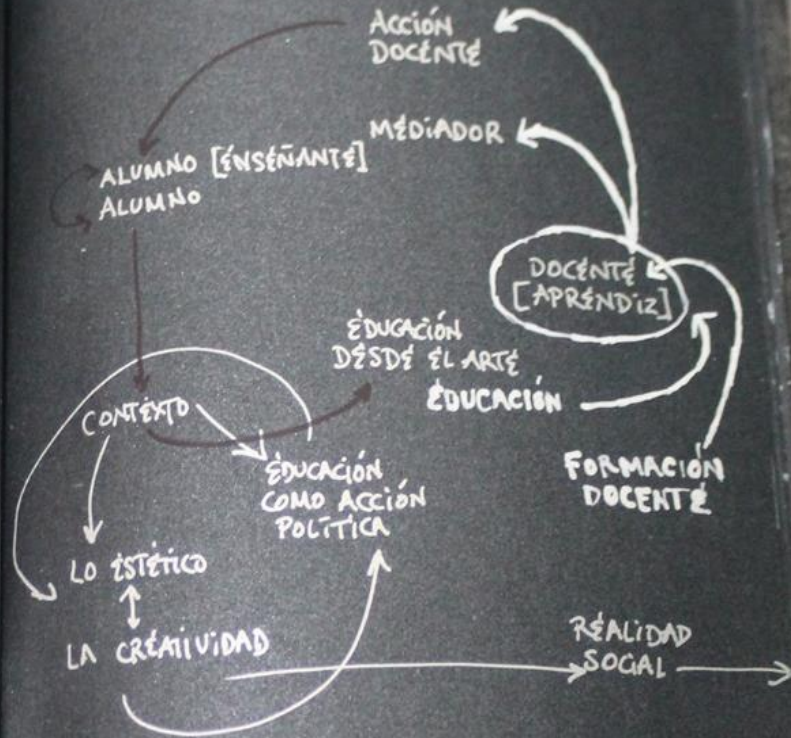 ACCIÓN
DOCENTE
MEDIADOR
ALUMNO [ENSEÑANTE]
ALUMNO
DOCENTE
[APRENDIZ]
EDUCACIÓN
DESDE EL ARTE
EDUCACIÓN
CONTEXTO
EDUCACIÓN
COMO ACCIÓN
POLÍTICA
FORMACIÓN
DOCENTE
LO ESTÉTICO
LA CREATIVIDAD
REALIDAD
SOCIAL